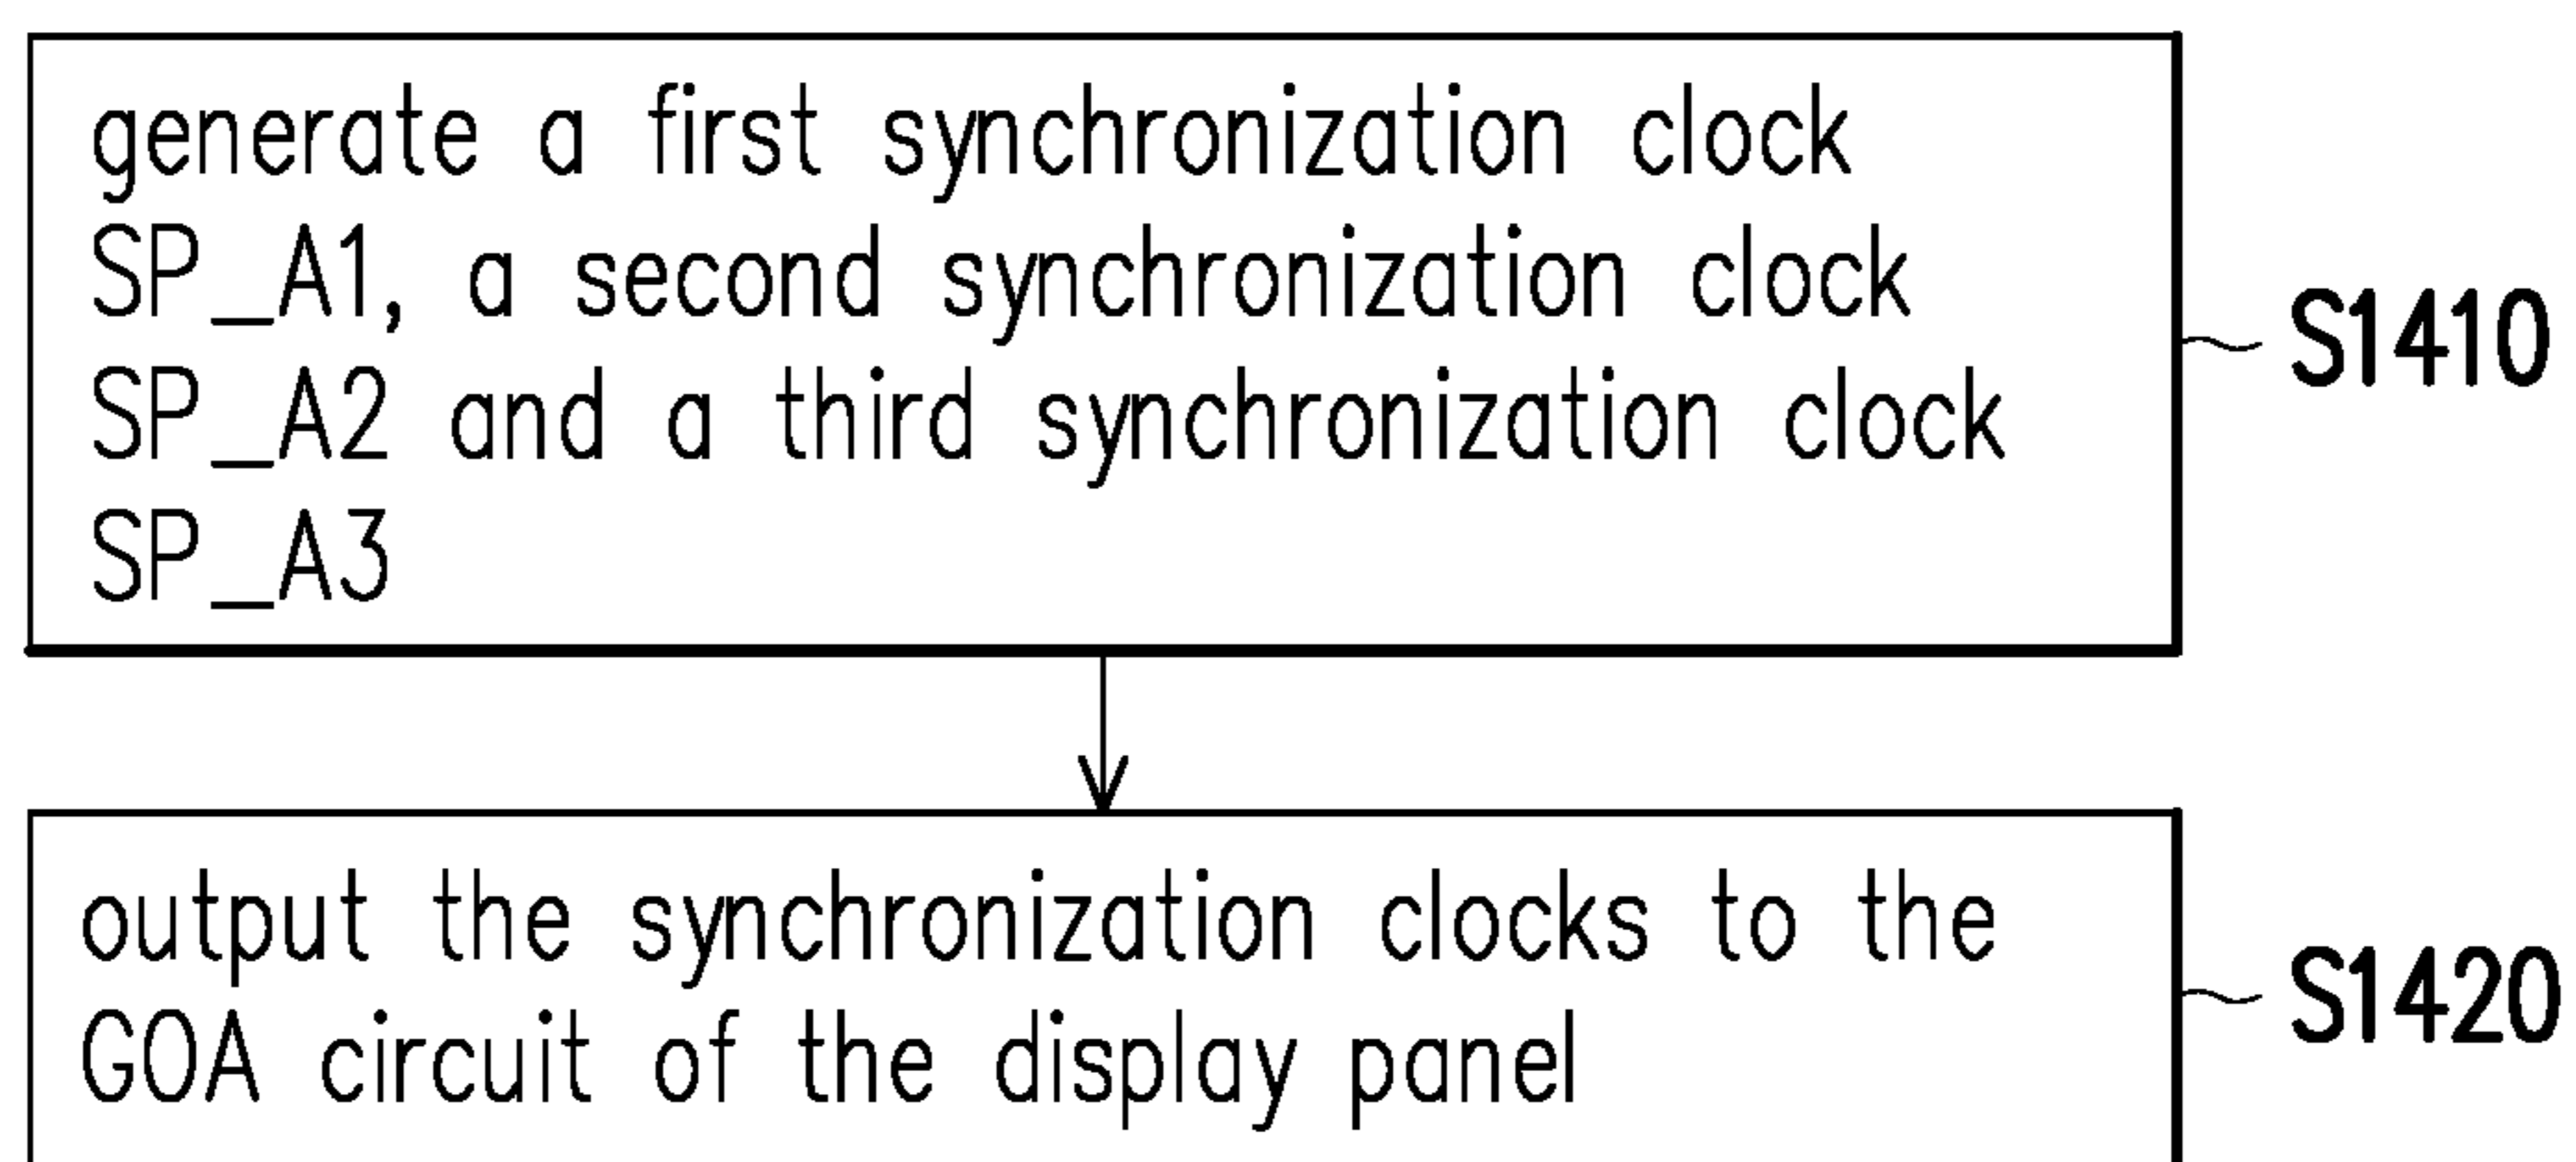 generate a first synchronization clock
SP_A1, a second synchronization clock
SP_A2 and a third synchronization clock
SP_A3
S1410
output the synchronization clocks to the
GOA circuit of the display panel
S1420